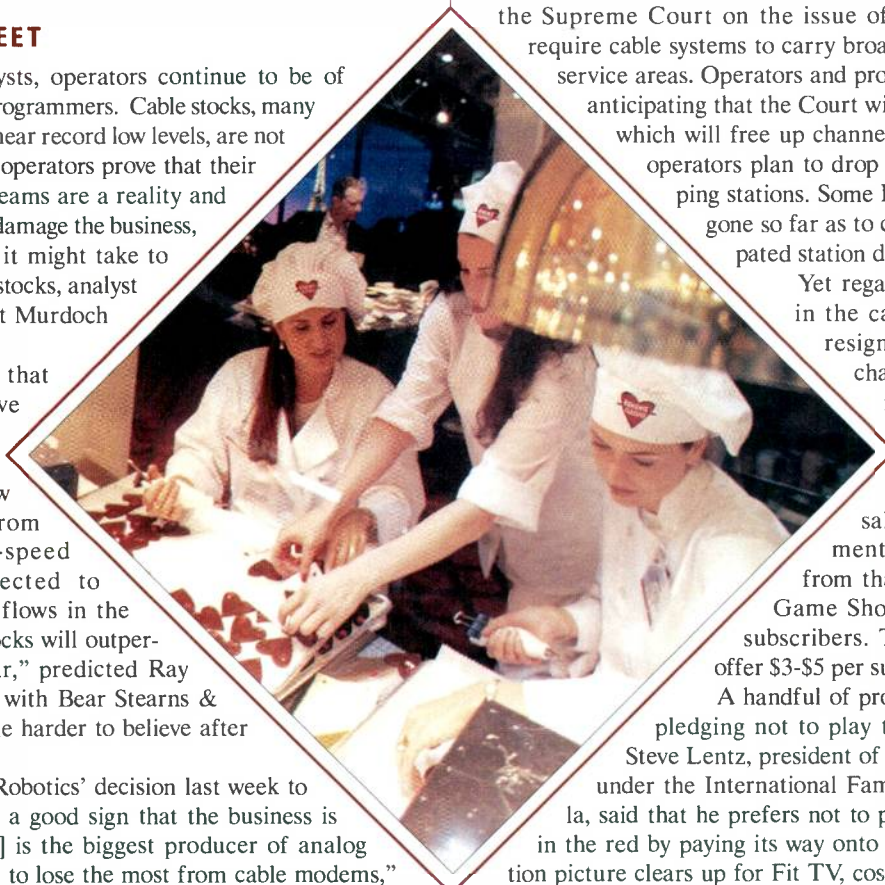 EET
ysts, operators continue to be of
rogrammers. Cable stocks, many
near record low levels, are not
operators prove that their
eams are a reality and
damage the business,
it might take to
stocks, analyst
t Murdoch
that
ve
w
rom
-speed
ected to
flows in the
cks will outper-
r,” predicted Ray
with Bear Stearns &
e harder to believe after
Robotics’ decision last week to
a good sign that the business is
] is the biggest producer of analog
to lose the most from cable modems,”
the Supreme Court on the issue of
require cable systems to carry broa
service areas. Operators and pro
anticipating that the Court wi
which will free up channe
operators plan to drop
ping stations. Some
gone so far as to
pated station d
Yet rega
in the ca
resign
cha
sa
ment
from tha
Game Sho
subscribers.
offer $3-$5 per su
A handful of pro
pledging not to play t
Steve Lentz, president of
under the International Fam
la, said that he prefers not to p
in the red by paying its way onto
tion picture clears up for Fit TV, cos